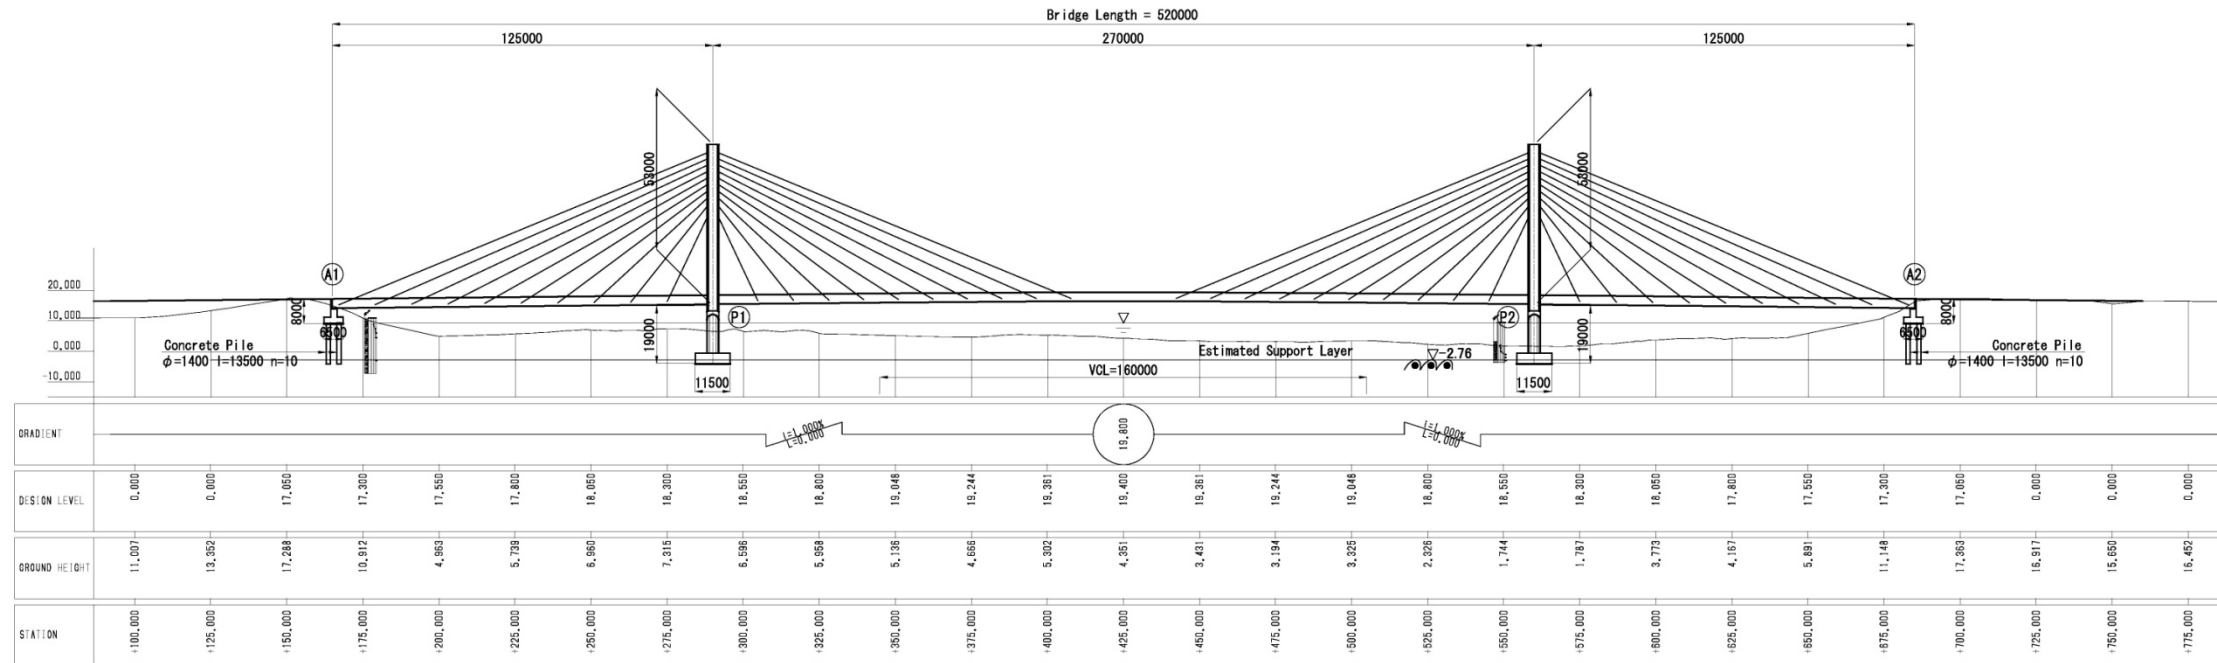 Bridge Length = 520000
125000 270000 125000
53000 53000
A1 A2
20,000
10,000
0,000
-10,000
8000 8000
6500 6500
P1 P2
19000 19000
Concrete Pile
φ=1400 l=13500 n=10
Estimated Support Layer
-2.76
VCL=160000
Concrete Pile
φ=1400 l=13500 n=10
11500 11500
GRADIENT
i=1,000%
L=0,000
19,800
i=1,000%
L=0,000
DESIGN LEVEL 0,000 0,000 17,050 17,300 17,550 17,800 18,050 18,300 18,550 18,800 19,048 19,244 19,361 19,400 19,361 19,244 19,048 18,800 18,550 18,300 18,050 17,800 17,550 17,300 17,050 0,000 0,000 0,000
GROUND HEIGHT 11,007 13,352 17,288 10,912 4,963 5,739 6,960 7,315 6,596 5,958 5,136 4,666 5,302 4,351 3,431 3,194 3,325 2,326 1,744 1,787 3,773 4,167 5,891 11,148 17,363 16,917 15,650 16,452
STATION +100,000 +125,000 +150,000 +175,000 +200,000 +225,000 +250,000 +275,000 +300,000 +325,000 +350,000 +375,000 +400,000 +425,000 +450,000 +475,000 +500,000 +525,000 +550,000 +575,000 +600,000 +625,000 +650,000 +675,000 +700,000 +725,000 +750,000 +775,000